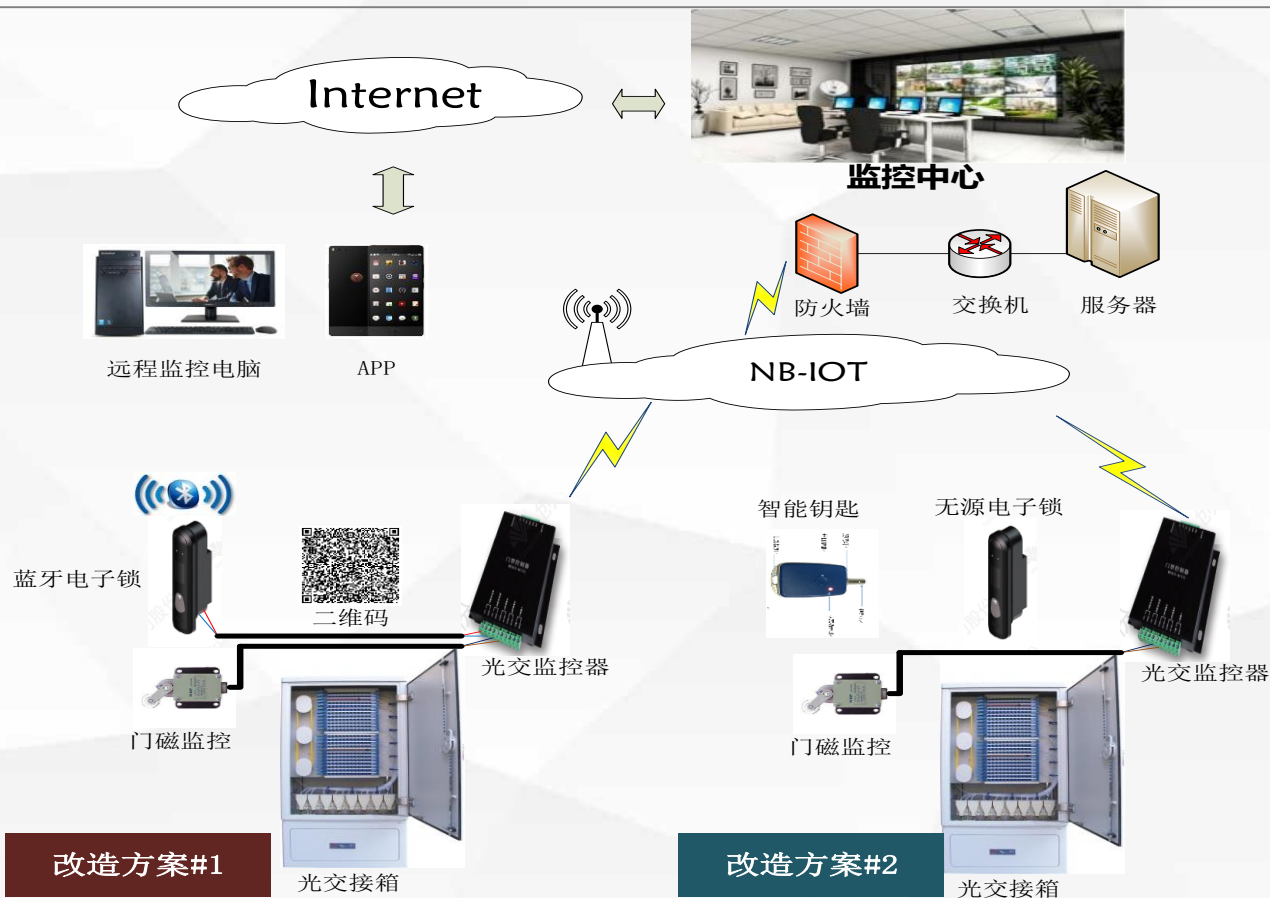 Internet
监控中心
防火墙
交换机
服务器
远程监控电脑
APP
NB-IOT
智能钥匙
无源电子锁
蓝牙电子锁
二维码
光交监控器
光交监控器
门磁监控
门磁监控
改造方案#1
改造方案#2
光交接箱
光交接箱